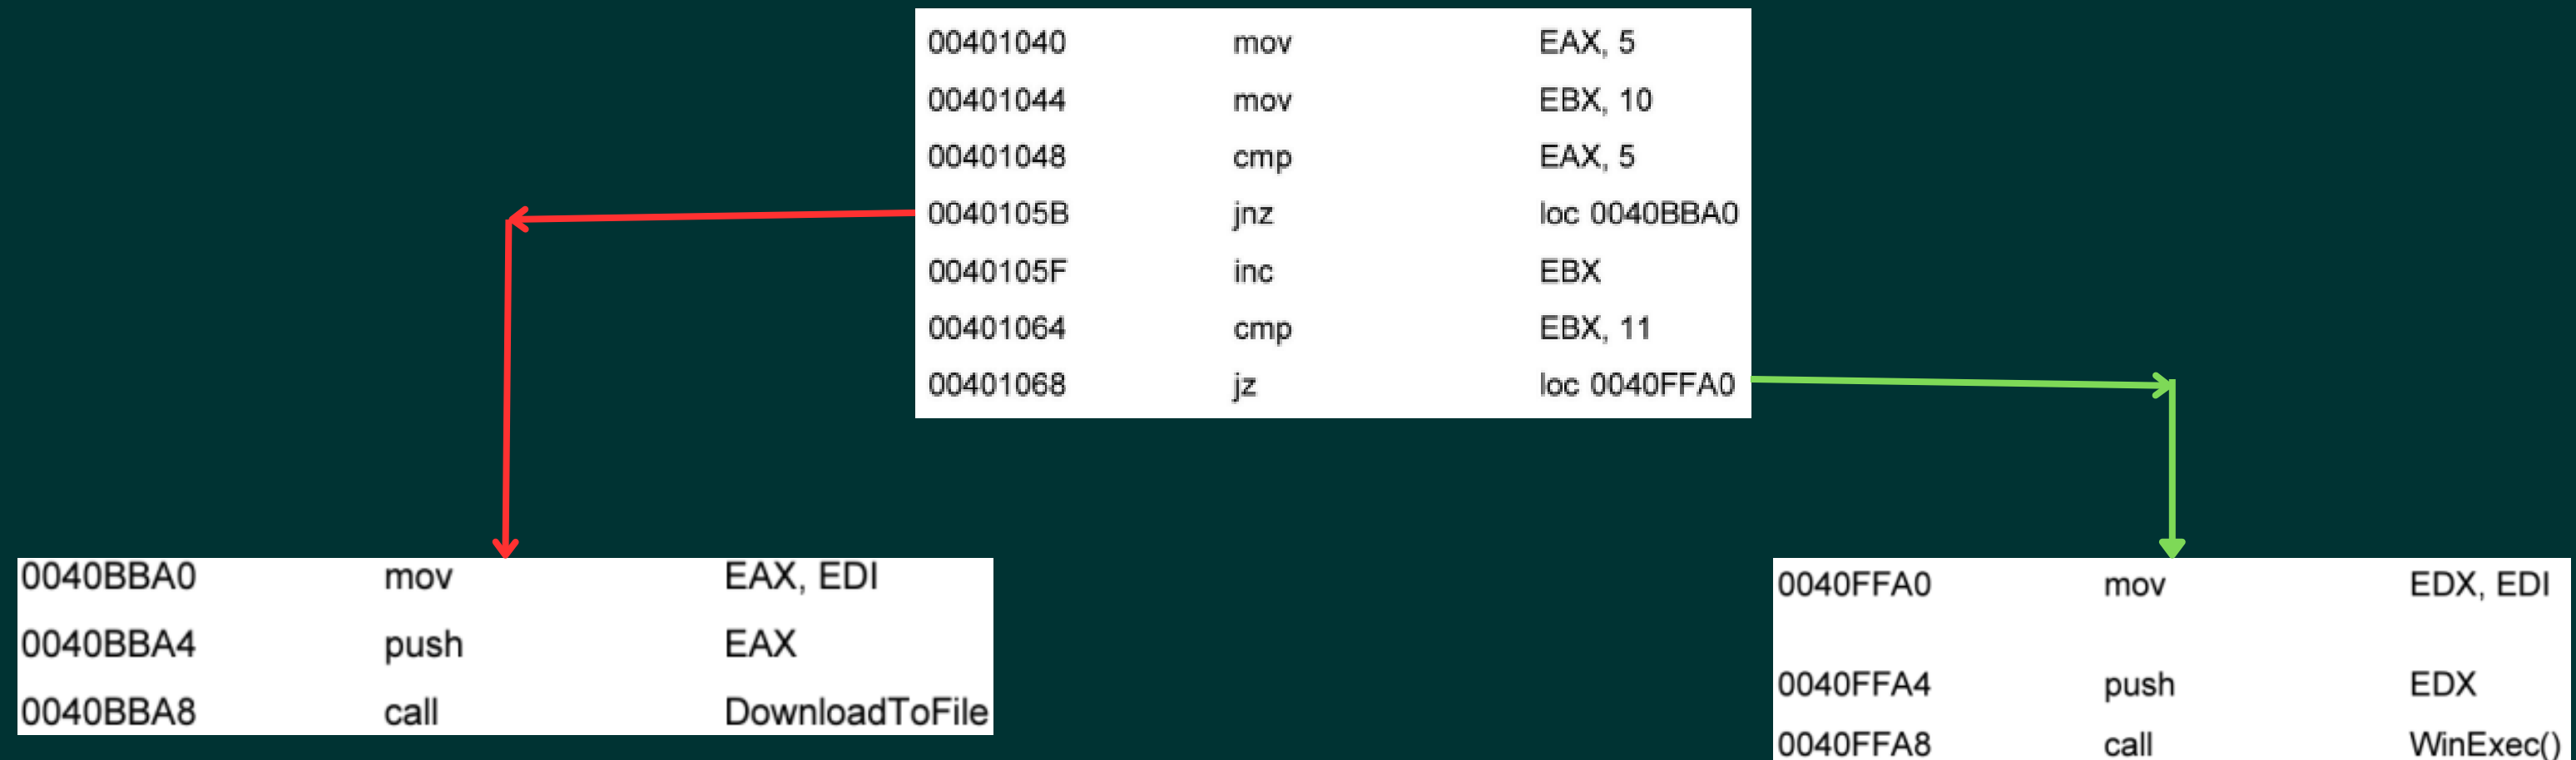 00401040 mov EAX, 5
00401044 mov EBX, 10
00401048 cmp EAX, 5
0040105B jnz loc 0040BBA0
0040105F inc EBX
00401064 cmp EBX, 11
00401068 jz loc 0040FFA0
0040BBA0 mov EAX, EDI
0040BBA4 push EAX
0040BBA8 call DownloadToFile
0040FFA0 mov EDX, EDI
0040FFA4 push EDX
0040FFA8 call WinExec()